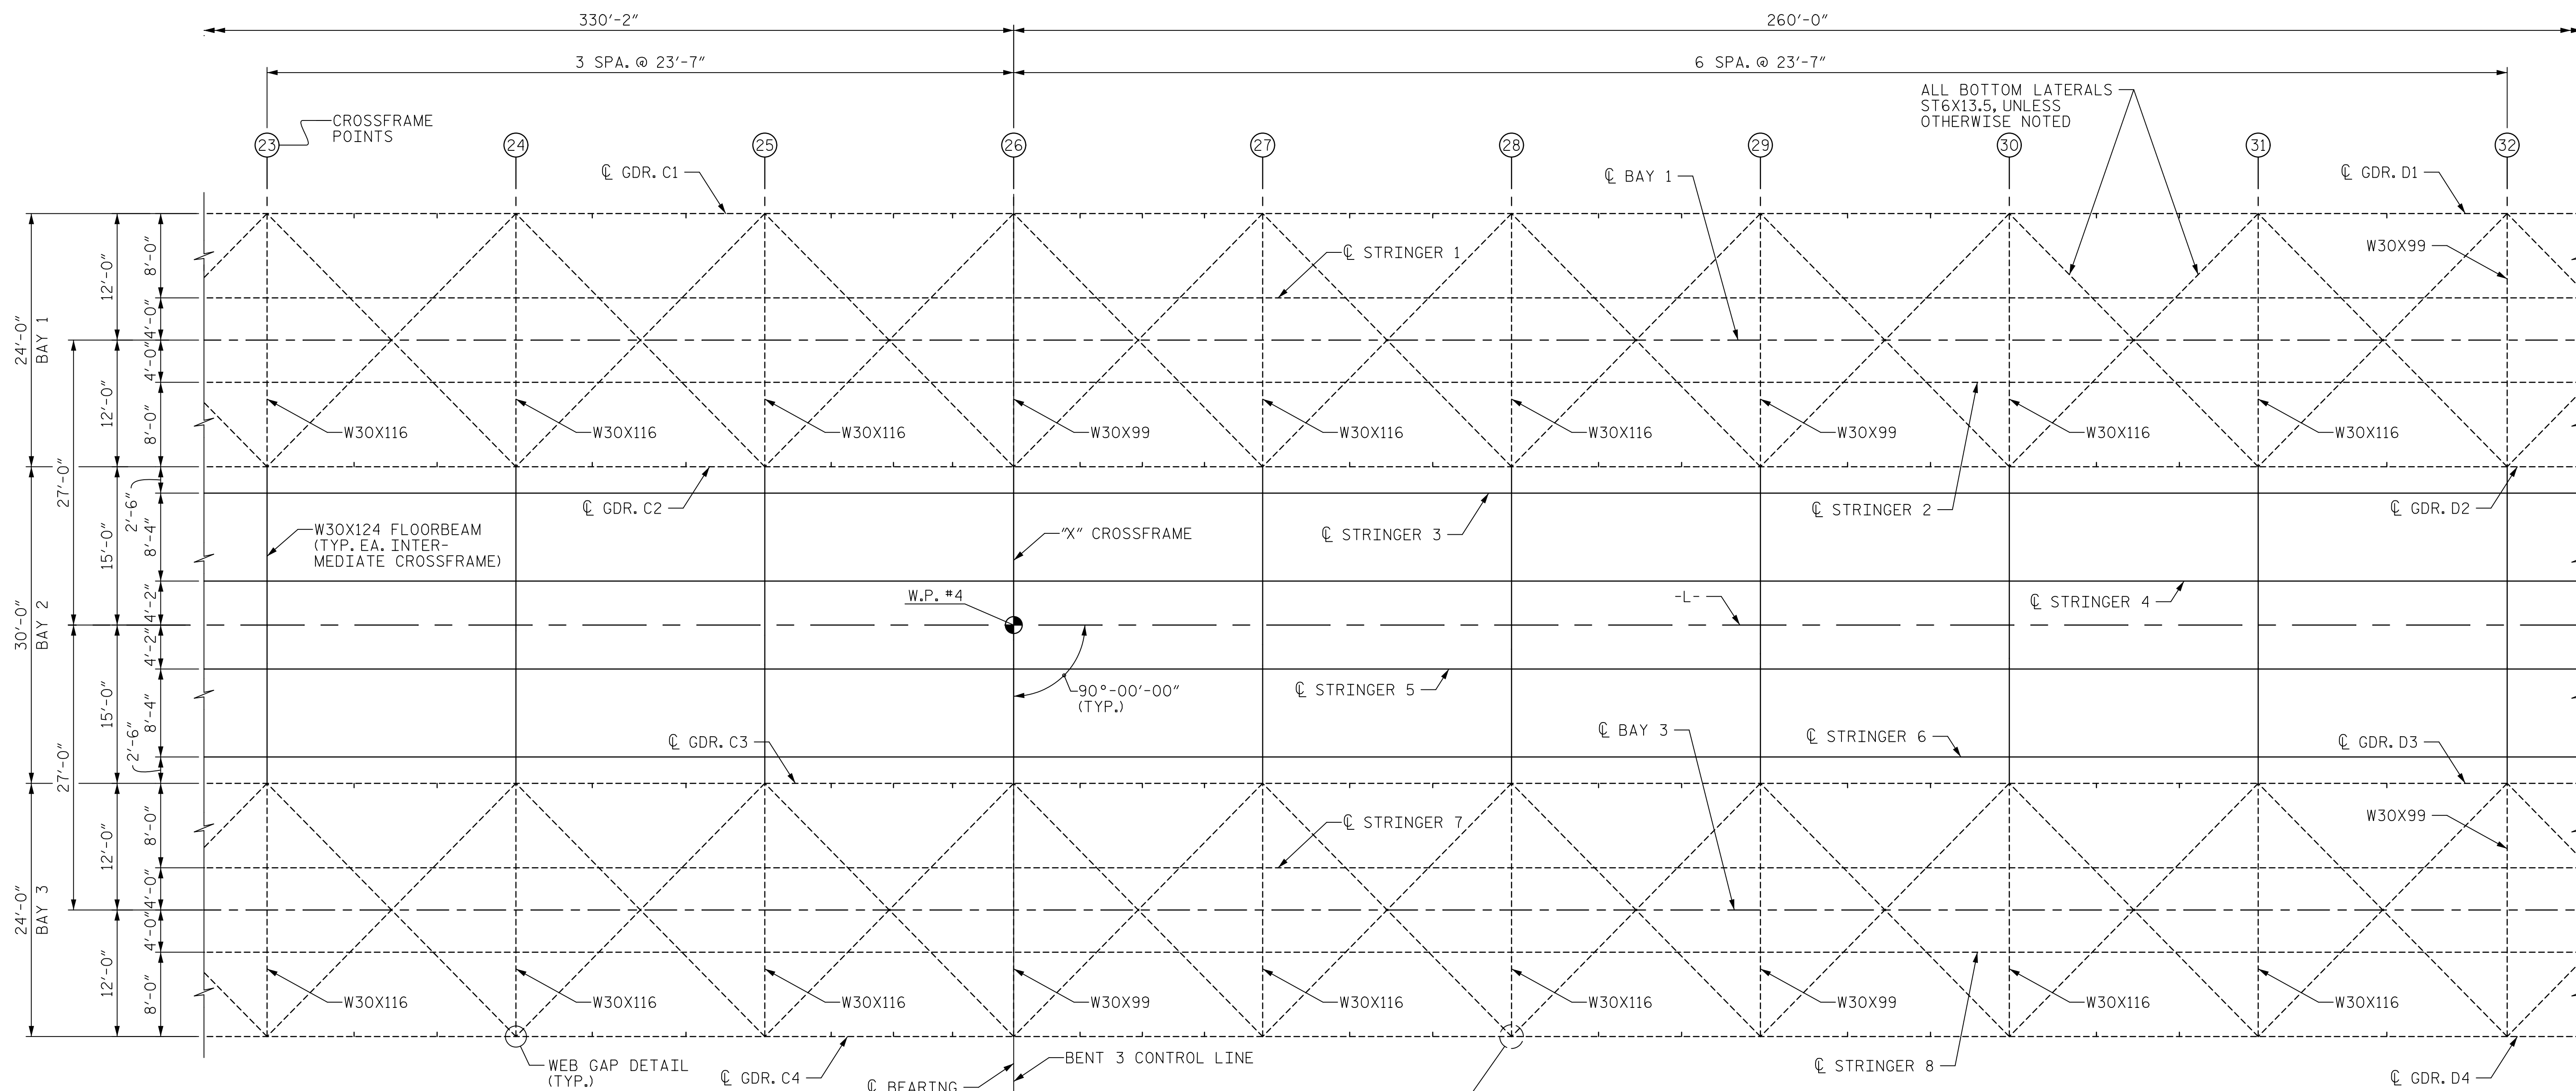 330'-2"
260'-0"
3 SPA. @ 23'-7"
6 SPA. @ 23'-7"
CROSSFRAME
POINTS
ALL BOTTOM LATERALS
ST6X13.5, UNLESS
OTHERWISE NOTED
23
24
25
26
27
28
29
30
31
32
℄ GDR. C1
℄ BAY 1
℄ GDR. D1
℄ STRINGER 1
W30X99
24'-0"
BAY 1
12'-0"
12'-0"
8'-0"
4'-0"
4'-0"
8'-0"
W30X116
W30X116
W30X116
W30X99
W30X116
W30X116
W30X99
W30X116
W30X116
27'-0"
2'-6"
℄ GDR. C2
℄ STRINGER 3
℄ STRINGER 2
℄ GDR. D2
W30X124 FLOORBEAM
(TYP. EA. INTER-
MEDIATE CROSSFRAME)
"X" CROSSFRAME
30'-0"
BAY 2
15'-0"
15'-0"
8'-4"
4'-2"
4'-2"
8'-4"
W.P. #4
-L-
℄ STRINGER 4
90°-00'-00"
(TYP.)
℄ STRINGER 5
2'-6"
27'-0"
℄ GDR. C3
℄ BAY 3
℄ STRINGER 6
℄ GDR. D3
℄ STRINGER 7
W30X99
24'-0"
BAY 3
12'-0"
12'-0"
8'-0"
4'-0"
4'-0"
8'-0"
W30X116
W30X116
W30X116
W30X99
W30X116
W30X116
W30X99
W30X116
W30X116
WEB GAP DETAIL
(TYP.)
℄ GDR. C4
℄ BEARING
BENT 3 CONTROL LINE
℄ STRINGER 8
℄ GDR. D4